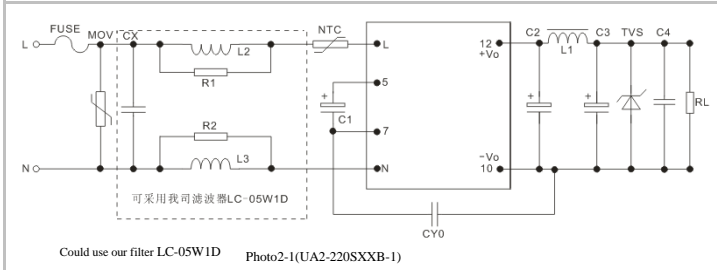 FUSE
MOV
CX
L2
R1
NTC
L
L
5
C1
7
N
12
+Vo
-Vo
10
C2
L1
C3
TVS
C4
RL
R2
L3
N
可采用我司滤波器LC-05W1D
CY0
Could use our filter LC-05W1D
Photo2-1(UA2-220SXXB-1)